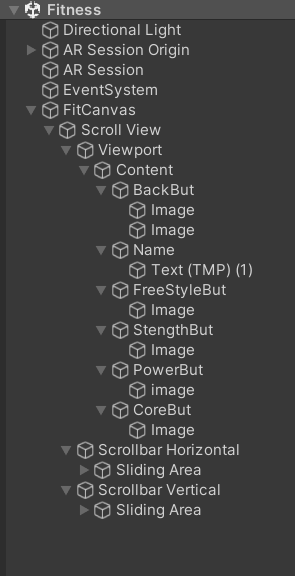 Fitness
Directional Light
AR Session Origin
AR Session
EventSystem
FitCanvas
Scroll View
Viewport
Content
BackBut
Image
Image
Name
Text (TMP) (1)
FreeStyleBut
Image
StengthBut
Image
PowerBut
image
CoreBut
Image
Scrollbar Horizontal
Sliding Area
Scrollbar Vertical
Sliding Area